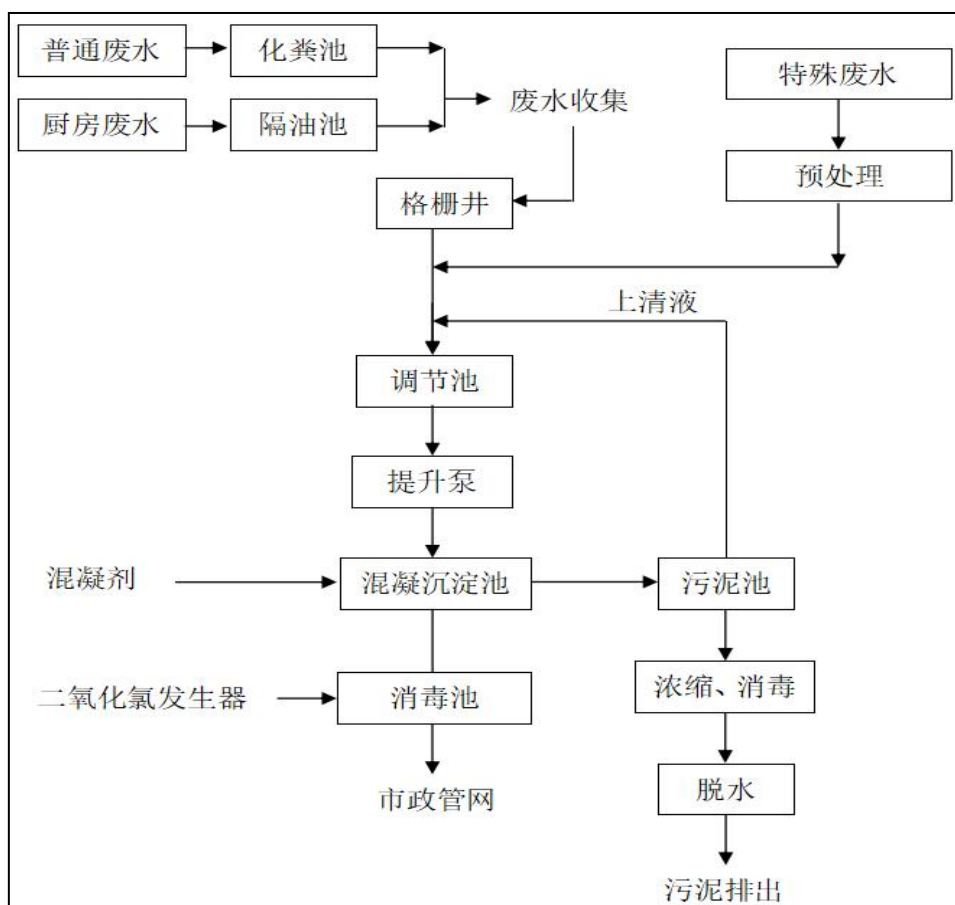 普通废水
化粪池
特殊废水
厨房废水
隔油池
废水收集
预处理
格栅井
上清液
调节池
提升泵
混凝剂
混凝沉淀池
污泥池
二氧化氯发生器
消毒池
浓缩、消毒
市政管网
脱水
污泥排出